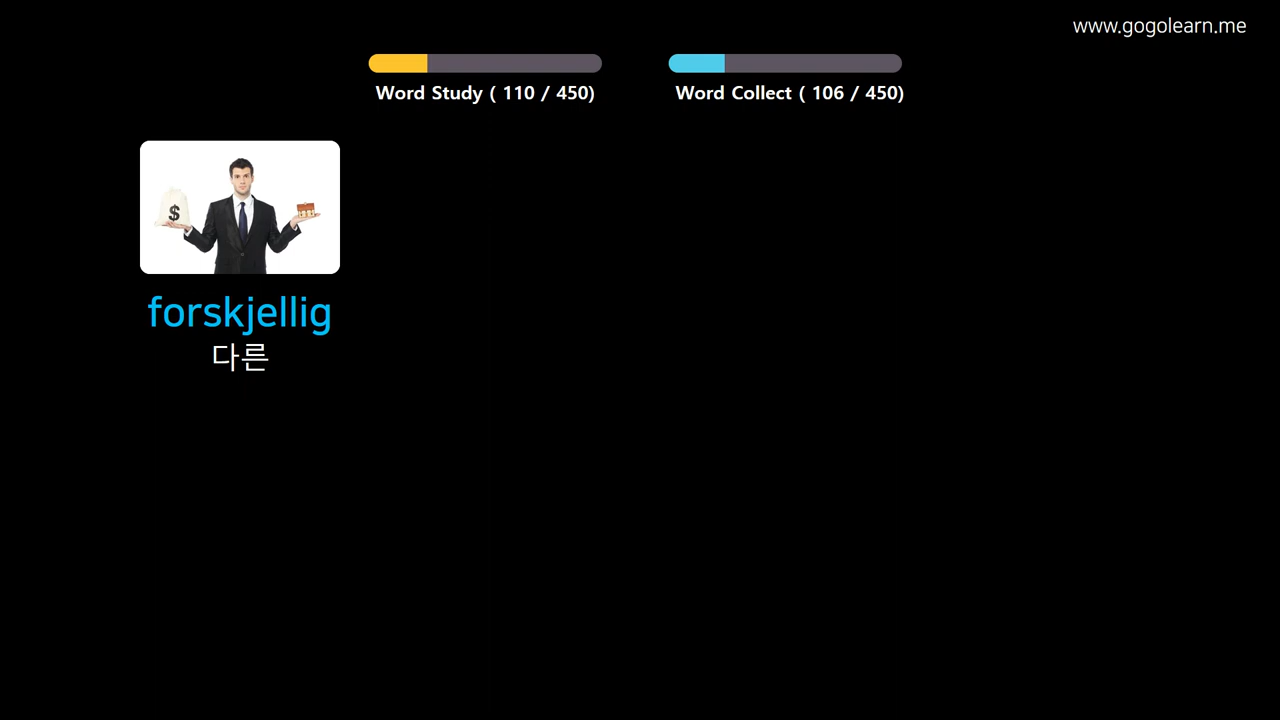 www.gogolearn.me
Word Study ( 110 / 450)
Word Collect ( 106 / 450)
$
forskjellig
다른